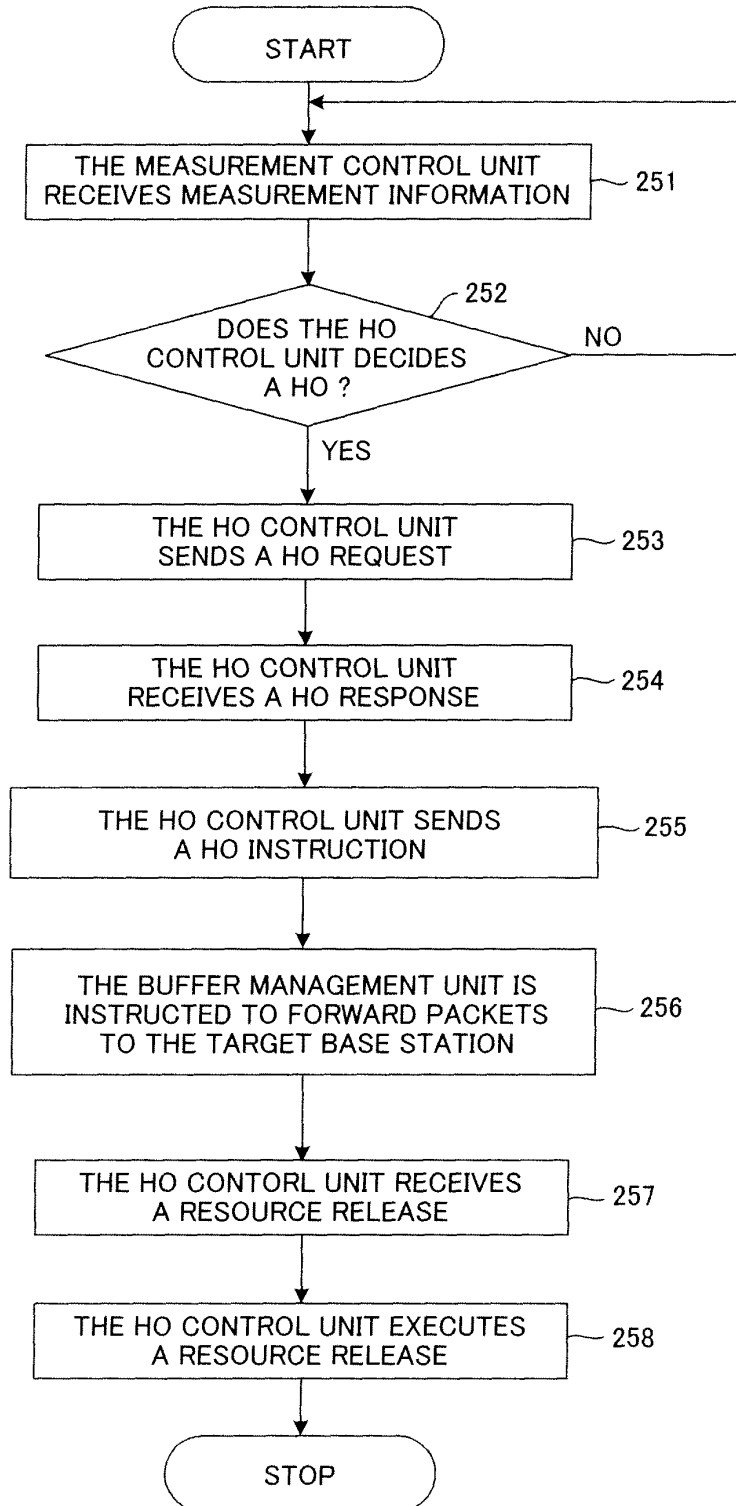 START
THE MEASUREMENT CONTROL UNIT
RECEIVES MEASUREMENT INFORMATION
251
252
DOES THE HO
CONTROL UNIT DECIDES
A HO ?
NO
YES
THE HO CONTROL UNIT
SENDS A HO REQUEST
253
THE HO CONTROL UNIT
RECEIVES A HO RESPONSE
254
THE HO CONTROL UNIT SENDS
A HO INSTRUCTION
255
THE BUFFER MANAGEMENT UNIT IS
INSTRUCTED TO FORWARD PACKETS
TO THE TARGET BASE STATION
256
THE HO CONTORL UNIT RECEIVES
A RESOURCE RELEASE
257
THE HO CONTROL UNIT EXECUTES
A RESOURCE RELEASE
258
STOP